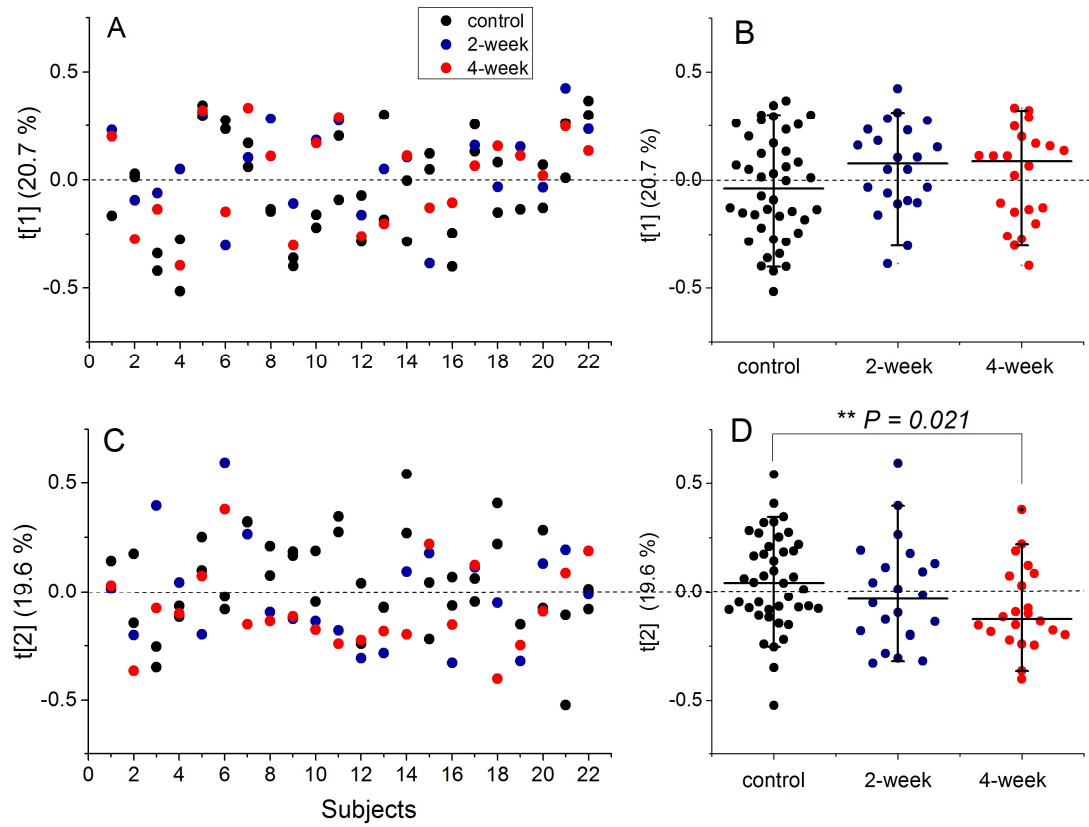 A
control
2-week
4-week
t[1] (20.7 %)
0.5
0.0
-0.5
0 2 4 6 8 10 12 14 16 18 20 22
B
t[1] (20.7 %)
0.5
0.0
-0.5
control 2-week 4-week
C
t[2] (19.6 %)
0.5
0.0
-0.5
0 2 4 6 8 10 12 14 16 18 20 22
Subjects
D
** P = 0.021
t[2] (19.6 %)
0.5
0.0
-0.5
control 2-week 4-week